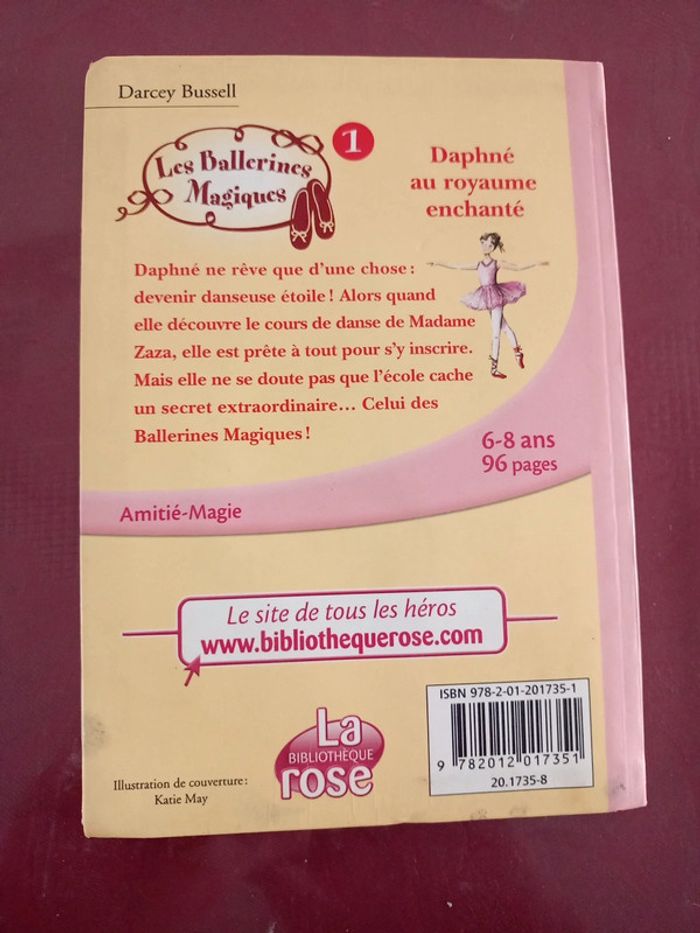 Darcey Bussell
Les Ballerines
Magiques
1
Daphné
au royaume
enchanté
Daphné ne rêve que d'une chose :
devenir danseuse étoile ! Alors quand
elle découvre le cours de danse de Madame
Zaza, elle est prête à tout pour s'y inscrire.
Mais elle ne se doute pas que l'école cache
un secret extraordinaire… Celui des
Ballerines Magiques !
6-8 ans
96 pages
Amitié-Magie
Le site de tous les héros
www.bibliothequerose.com
ISBN 978-2-01-201735-1
9 782012 017351
20.1735-8
La
BIBLIOTHÈQUE
rose
Illustration de couverture :
Katie May